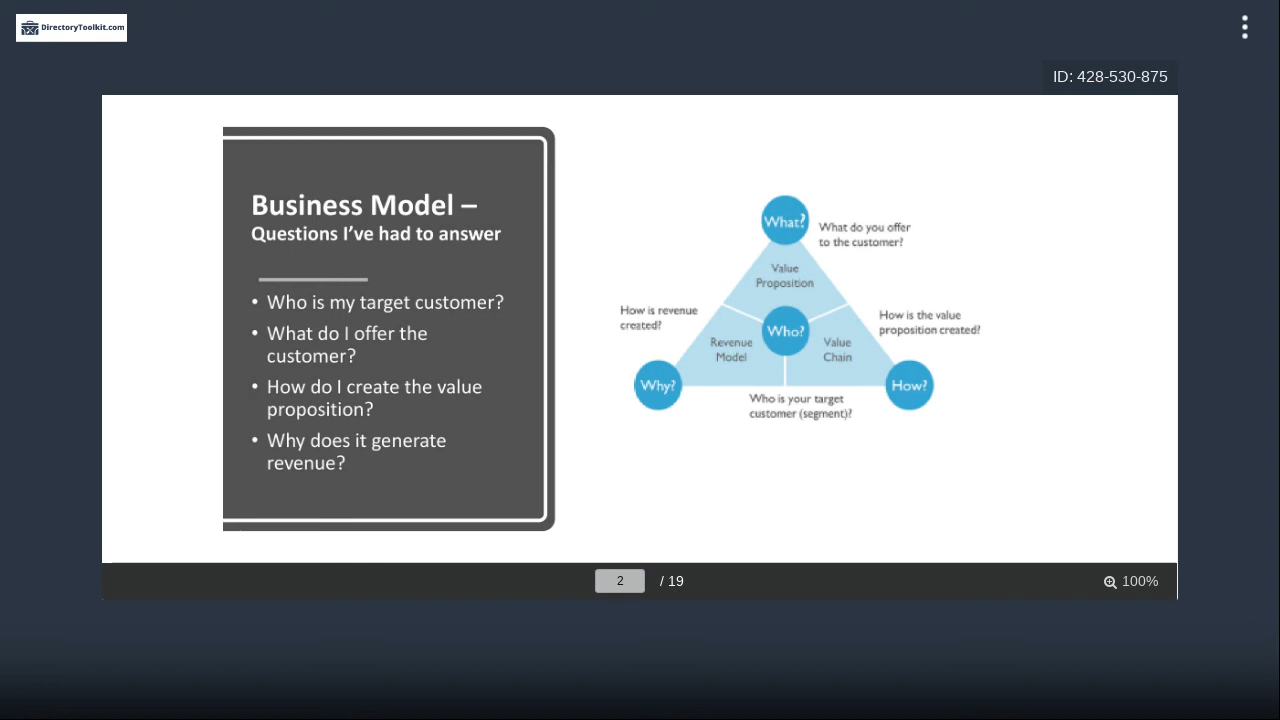 DirectoryToolkit.com
ID: 428-530-875
Business Model –
Questions I've had to answer
• Who is my target customer?
• What do I offer the
customer?
• How do I create the value
proposition?
• Why does it generate
revenue?
What?
What do you offer
to the customer?
Value
Proposition
How is revenue
created?
Who?
How is the value
proposition created?
Revenue
Model
Value
Chain
Why?
How?
Who is your target
customer (segment)?
2 / 19
100%